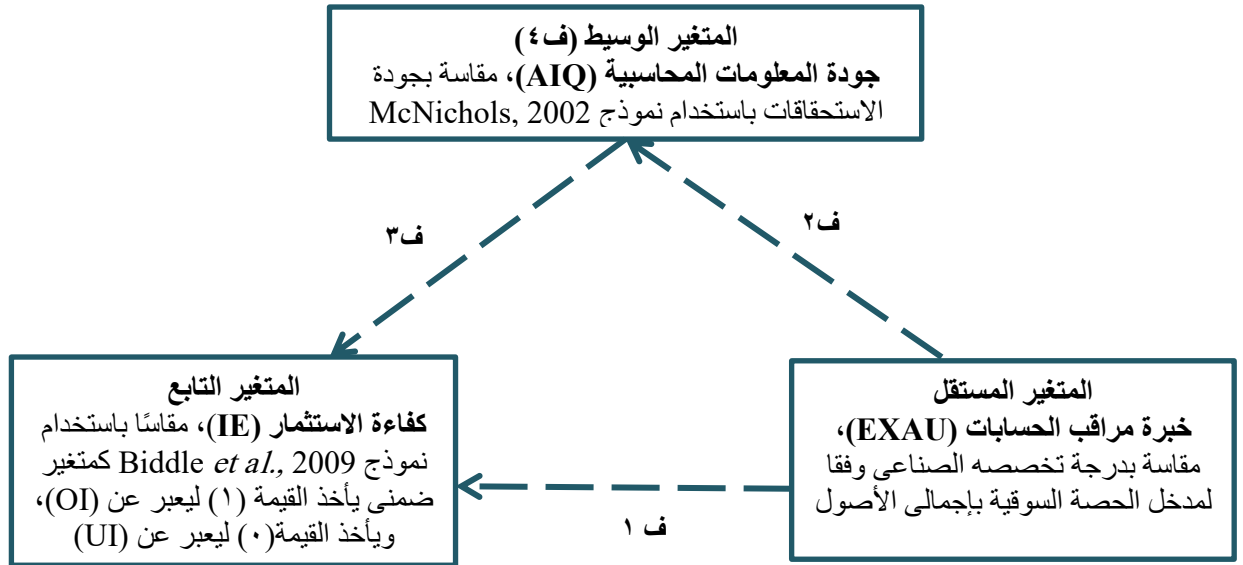 المتغير الوسيط (ف٤)
جودة المعلومات المحاسبية (AIQ)، مقاسة بجودة
الاستحقاقات باستخدام نموذج McNichols, 2002
ف٢
ف٣
المتغير المستقل
خبرة مراقب الحسابات (EXAU)،
مقاسة بدرجة تخصصه الصناعى وفقا
لمدخل الحصة السوقية بإجمالى الأصول
المتغير التابع
كفاءة الاستثمار (IE)، مقاسًا باستخدام
نموذج Biddle et al., 2009 كمتغير
ضمنى يأخذ القيمة (١) ليعبر عن (OI)،
ويأخذ القيمة(٠) ليعبر عن (UI)
ف ١